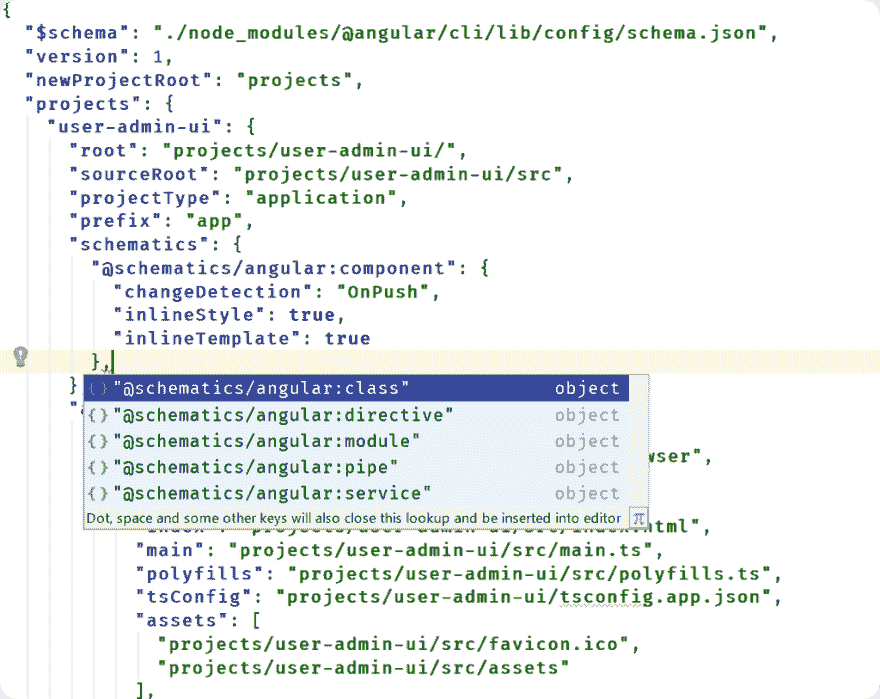 {
"$schema": "./node_modules/@angular/cli/lib/config/schema.json",
"version": 1,
"newProjectRoot": "projects",
"projects": {
"user-admin-ui": {
"root": "projects/user-admin-ui/",
"sourceRoot": "projects/user-admin-ui/src",
"projectType": "application",
"prefix": "app",
"schematics": {
"@schematics/angular:component": {
"changeDetection": "OnPush",
"inlineStyle": true,
"inlineTemplate": true
},
} {} "@schematics/angular:class" object
{} "@schematics/angular:directive" object
{} "@schematics/angular:module" object
{} "@schematics/angular:pipe" object
{} "@schematics/angular:service" object
Dot, space and some other keys will also close this lookup and be inserted into editor π
"main": "projects/user-admin-ui/src/main.ts",
"polyfills": "projects/user-admin-ui/src/polyfills.ts",
"tsConfig": "projects/user-admin-ui/tsconfig.app.json",
"assets": [
"projects/user-admin-ui/src/favicon.ico",
"projects/user-admin-ui/src/assets"
],